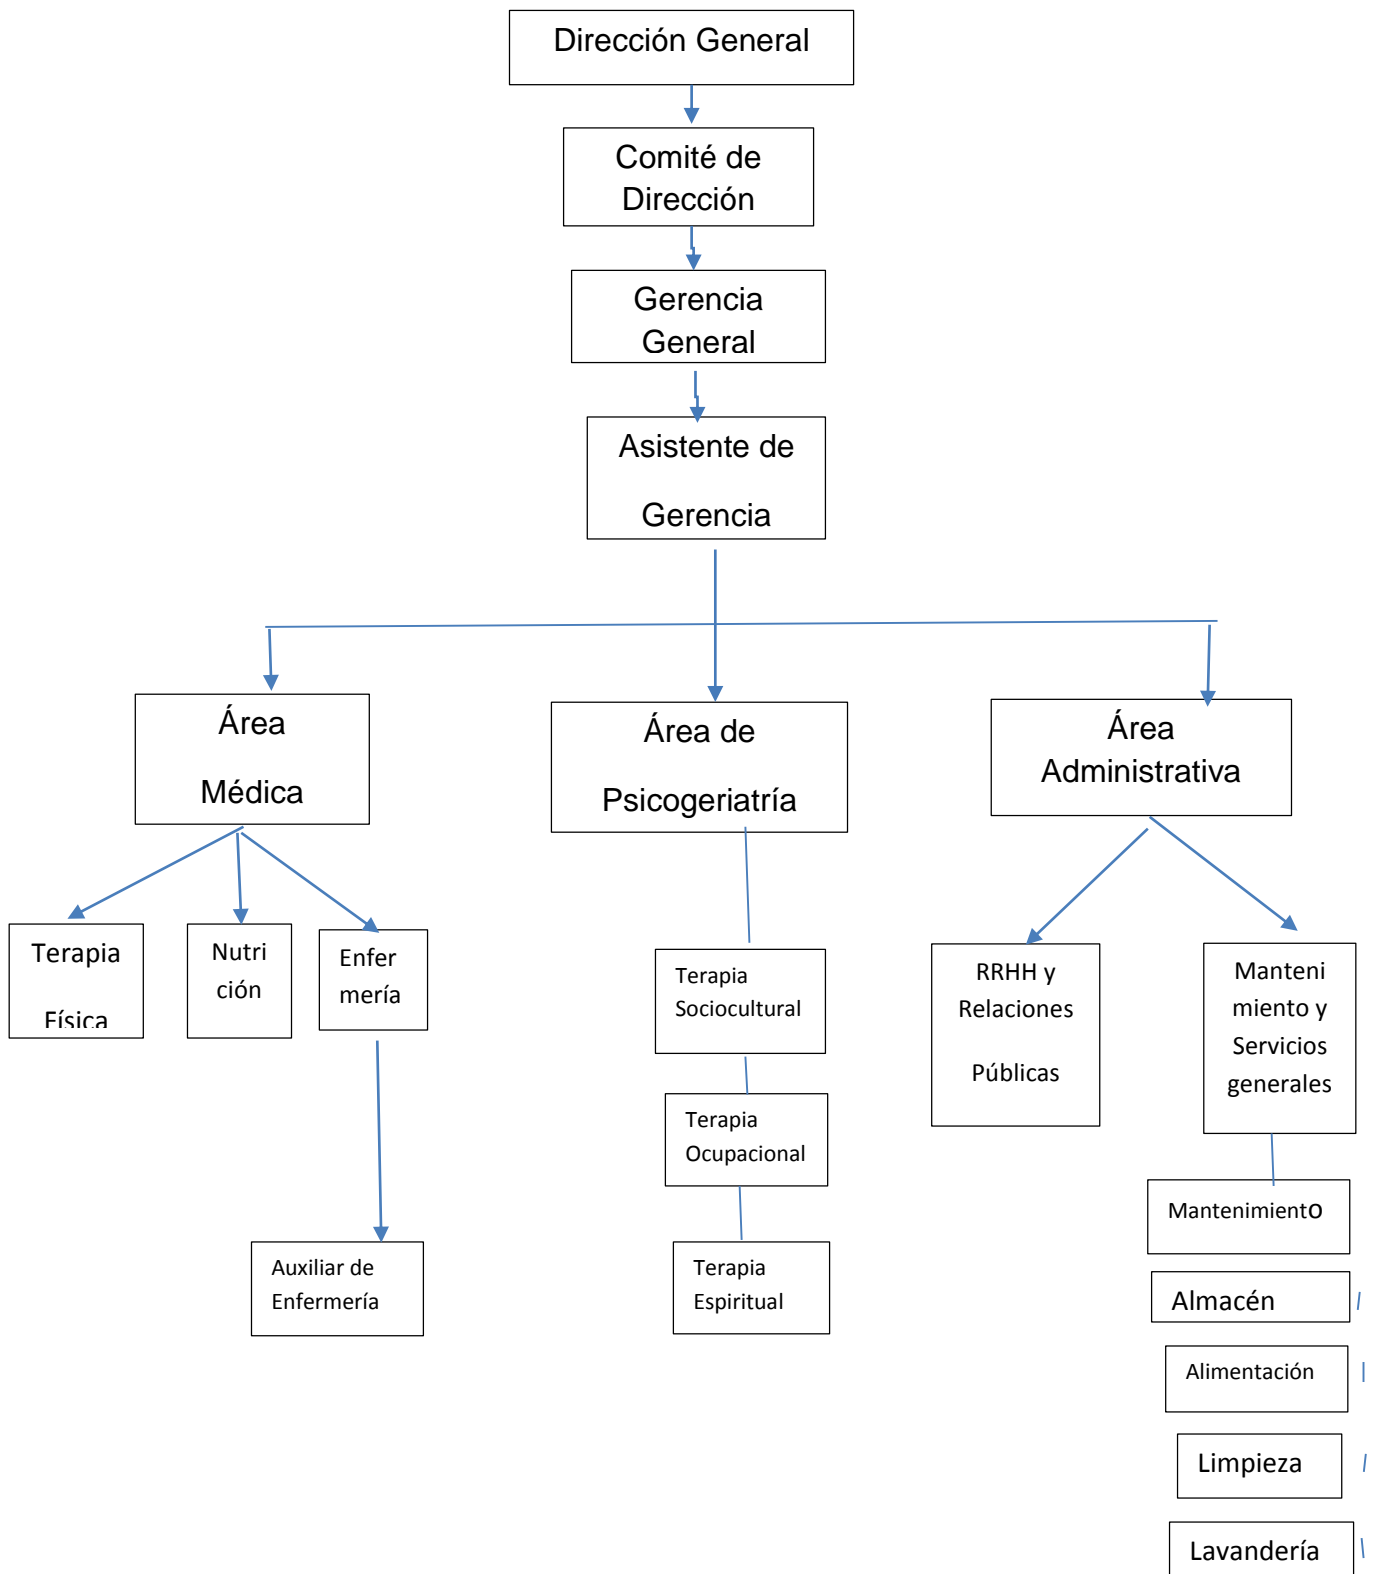 Dirección General
Comité de
Dirección
Gerencia
General
Asistente de
Gerencia
Área
Médica
Área de
Psicogeriatría
Área
Administrativa
Terapia
Física
Nutri
ción
Enfer
mería
Terapia
Sociocultural
RRHH y
Relaciones
Públicas
Manteni
miento y
Servicios
generales
Terapia
Ocupacional
Mantenimiento
Auxiliar de
Enfermería
Terapia
Espiritual
Almacén
Alimentación
Limpieza
Lavandería